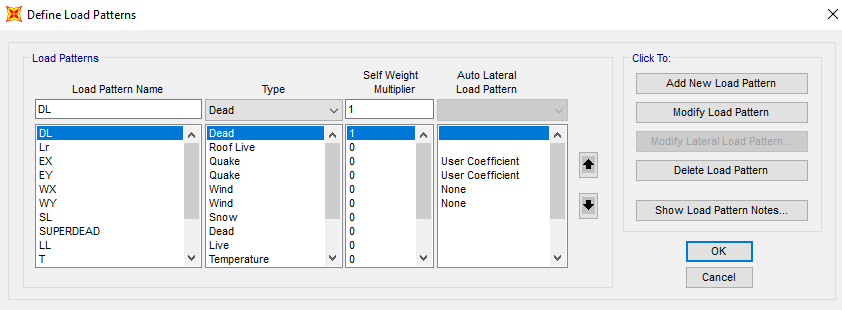 Define Load Patterns
Load Patterns
Click To:
Load Pattern Name Type Self Weight Multiplier Auto Lateral Load Pattern
DL Dead 1
DL Dead 1
Lr Roof Live 0
EX Quake 0 User Coefficient
EY Quake 0 User Coefficient
WX Wind 0 None
WY Wind 0 None
SL Snow 0
SUPERDEAD Dead 0
LL Live 0
T Temperature 0
Add New Load Pattern
Modify Load Pattern
Modify Lateral Load Pattern...
Delete Load Pattern
Show Load Pattern Notes...
OK
Cancel